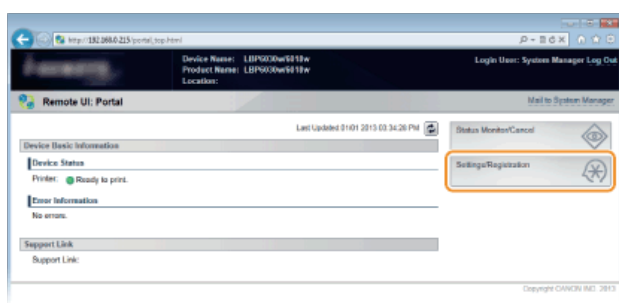 http://192.168.0.215/portal_top.html
Device Name: LBP6030w/6018w
Product Name: LBP6030w/6018w
Location:
Login User: System Manager Log Out
Remote UI: Portal
Mail to System Manager
Last Updated 01/01 2013 03:34:28 PM
Device Basic Information
Device Status
Printer: Ready to print.
Error Information
No errors.
Support Link
Support Link:
Status Monitor/Cancel
Settings/Registration
Copyright CANON INC. 2013